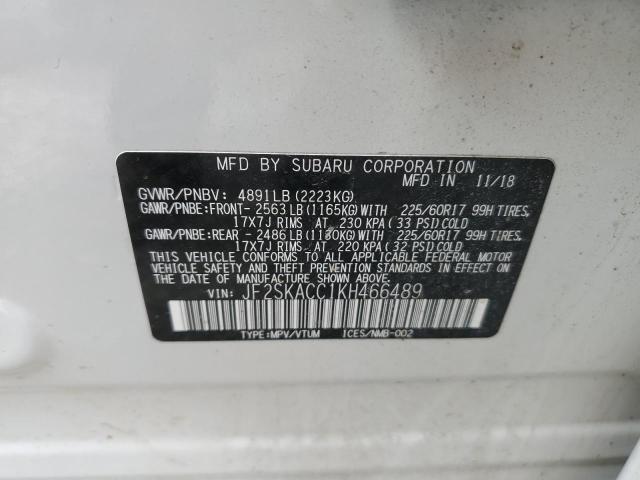 MFD BY SUBARU CORPORATION
MFD IN 11/18
GVWR/PNBV: 4891LB(2223KG)
GAWR/PNBE:FRONT-2563LB(1165KG)WITH 225/60R17 99H TIRES,
17X7J RIMS AT 230 KPA(33 PSI)COLD
GAWR/PNBE:REAR -2486LB(1130KG)WITH 225/60R17 99H TIRES,
17X7J RIMS AT 220 KPA(32 PSI)COLD
THIS VEHICLE CONFORMS TO ALL APPLICABLE FEDERAL MOTOR
VEHICLE SAFETY, BUMPER, AND THEFT PREVENTION STANDARDS
IN EFFECT ON THE DATE OF MANUFACTURE SHOWN ABOVE.
VIN: JF2SKACC1KH466489
TYPE:MPV/VTUM ICES/NMB-002